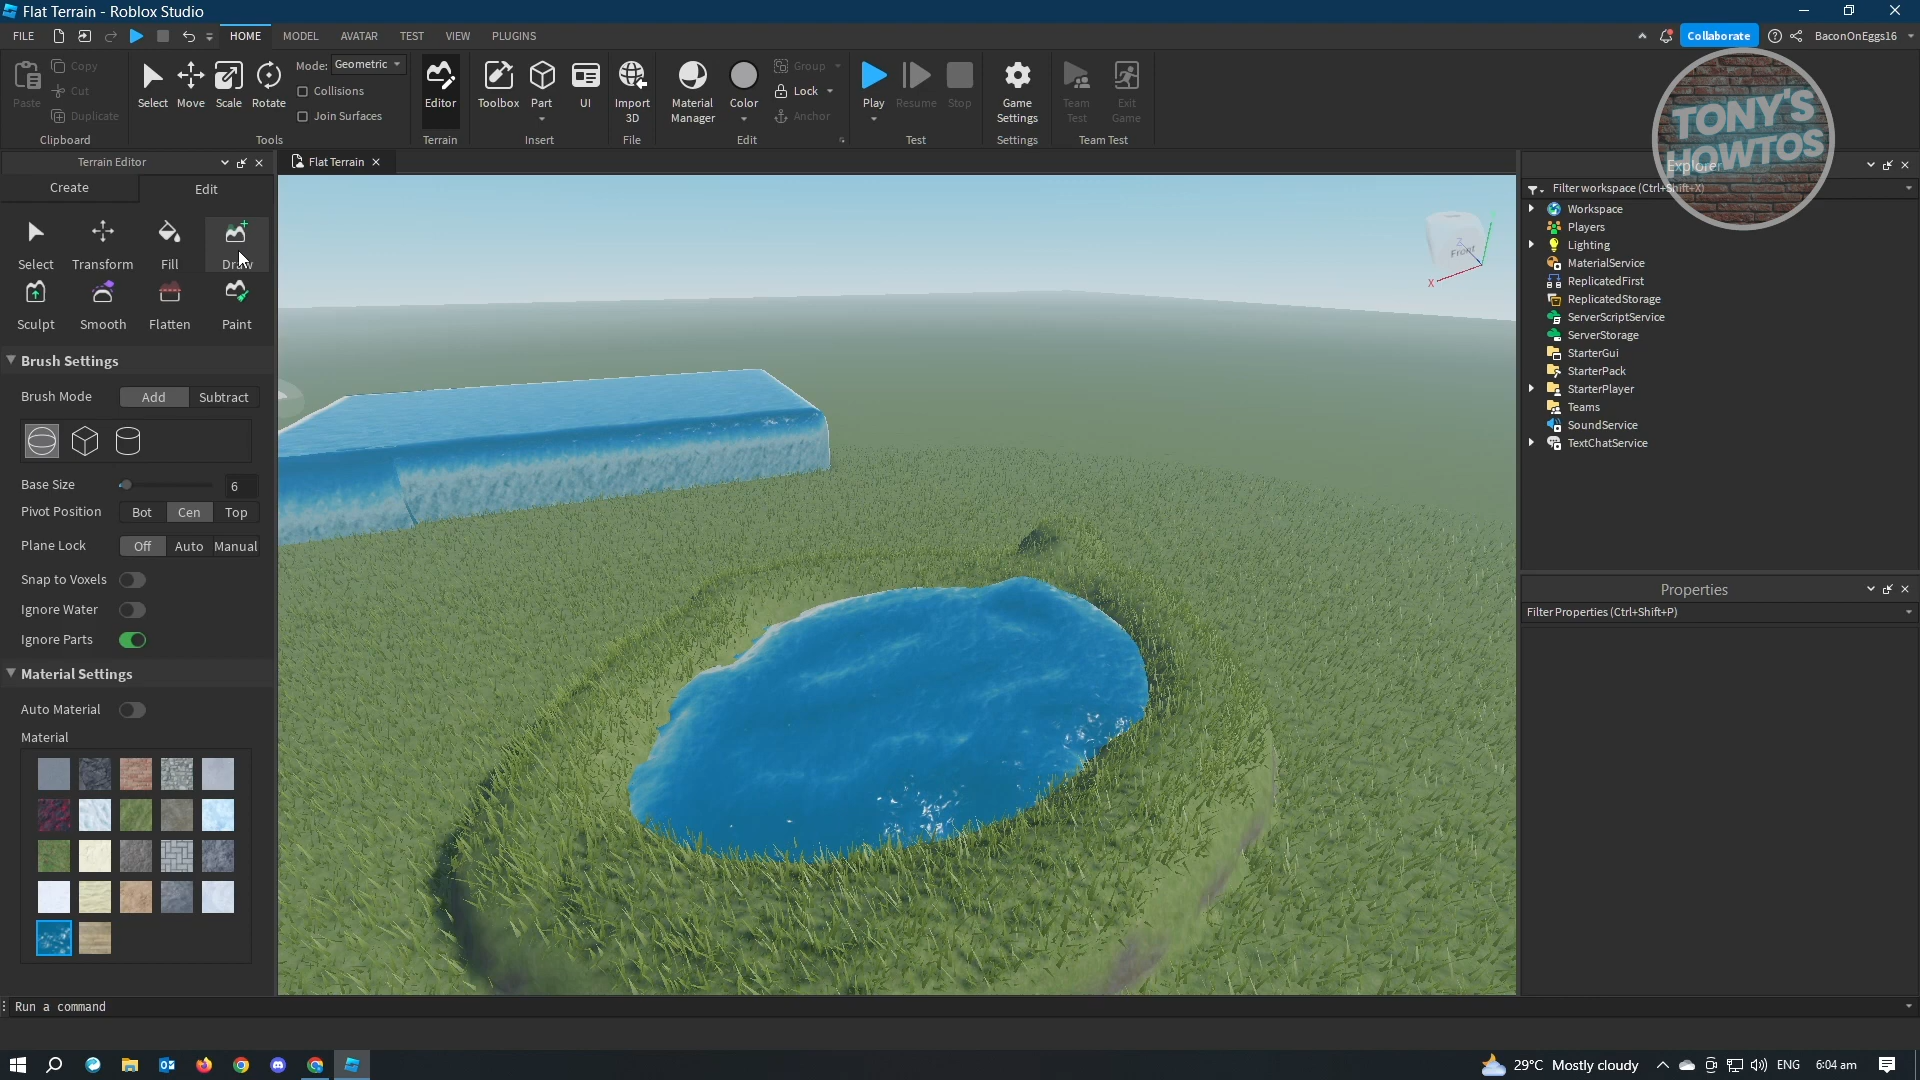 Flat Terrain - Roblox Studio
FILE HOME MODEL AVATAR TEST VIEW PLUGINS Collaborate BaconOnEggs16
Paste Copy Cut Duplicate
Clipboard
Select Move Scale Rotate
Mode: Geometric
Collisions
Join Surfaces
Tools
Editor
Terrain
Toolbox Part UI
Insert
Import 3D
File
Material Manager Color Group Lock Anchor
Edit
Play Resume Stop
Test
Game Settings
Settings
Team Test Exit Game
Team Test
TONY'S
HOWTOS
Terrain Editor
Create Edit
Select Transform Fill Draw
Sculpt Smooth Flatten Paint
Brush Settings
Brush Mode Add Subtract
Base Size 6
Pivot Position Bot Cen Top
Plane Lock Off Auto Manual
Snap to Voxels
Ignore Water
Ignore Parts
Material Settings
Auto Material
Material
Flat Terrain
Front
Z
X
Explorer
Filter workspace (Ctrl+Shift+X)
Workspace
Players
Lighting
MaterialService
ReplicatedFirst
ReplicatedStorage
ServerScriptService
ServerStorage
StarterGui
StarterPack
StarterPlayer
Teams
SoundService
TextChatService
Properties
Filter Properties (Ctrl+Shift+P)
Run a command
29°C Mostly cloudy ENG 6:04 am